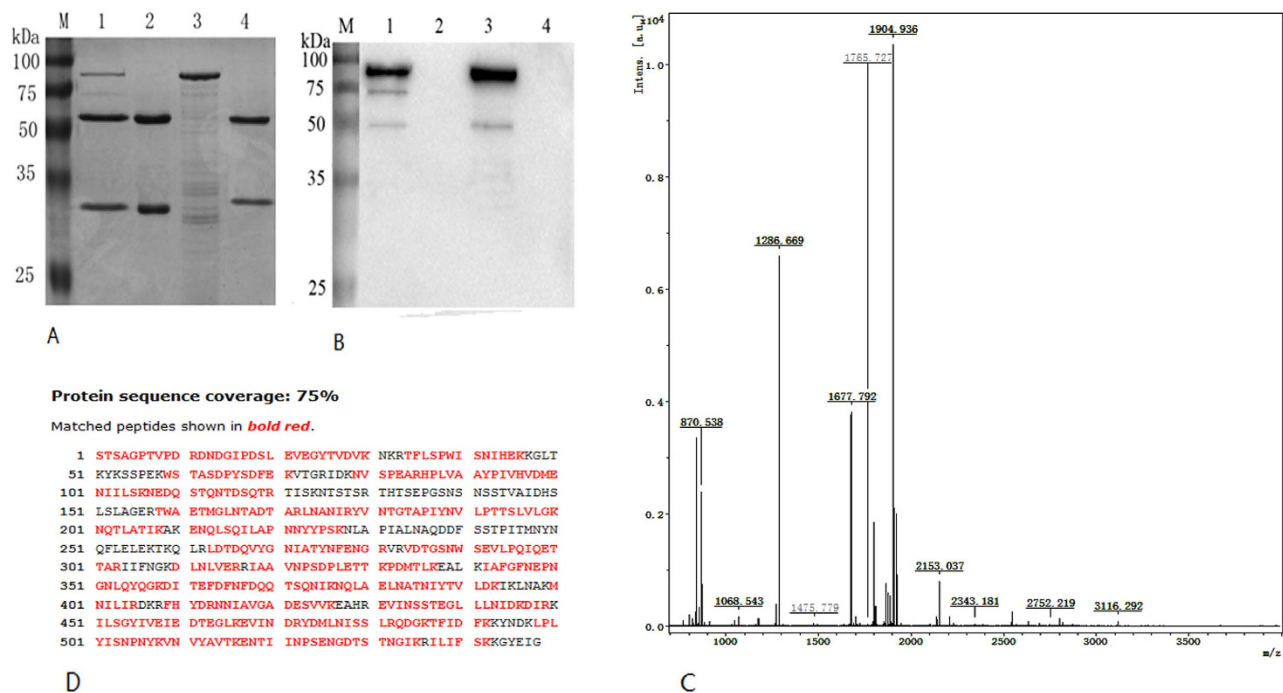 M 1 2 3 4
kDa
100
75
50
35
25
A
M 1 2 3 4
kDa
100
75
50
35
25
B
Protein sequence coverage: 75%
Matched peptides shown in bold red.
1 STSAGPTVPD RDNDGIPDSL EVEGYTVDVK NKRTFLSPWI SNIHEKKGLT
51 KYKSSPEKWS TASDPYSDFE KVTGRIDKNV SPEARHPLVA AYPIVHVDME
101 NIILSKNEDQ STQNTDSQTR TISKNTSTSR THTSEPGSNS NSSTVAIDHS
151 LSLAGERTWA ETMGLNTADT ARLNANIRYV NTGTAPIYNV LPTTSLVLGK
201 NQTLATIKAK ENQLSQILAP NNYYPSKNLA PIALNAQDDF SSTPITMNYN
251 QFLELEKTKQ LRLDTDQVYG NIATYNFENG RVRVDTGSNW SEVLPQIQET
301 TARIIFNGKD LNLVERRIAA VNPSDPLETT KPDMTLKEAL KIAFGFNEPN
351 GNLQYQGKDI TEFDFNFDQQ TSQNIKNQLA ELNATNIYTV LDKIKLNAKM
401 NILIRDKRFH YDRNNIAVGA DESVVKEAHR EVINSSTEGL LLNIDKDIRK
451 ILSGYIVEIE DTEGLKEVIN DRYDMLNISS LRQDGKTFID FKKYNDKLPL
501 YISNPNYKVN VYAVTKENTI INPSENGDTS TNGIKRILIF SKKGYEIG
D
Intens. [a.u.]
x10⁴
1.0
0.8
0.6
0.4
0.2
0.0
870.538
1068.543
1286.669
1475.779
1677.792
1765.727
1904.936
2153.037
2343.181
2752.219
3116.292
1000 1500 2000 2500 3000 3500
m/z
C